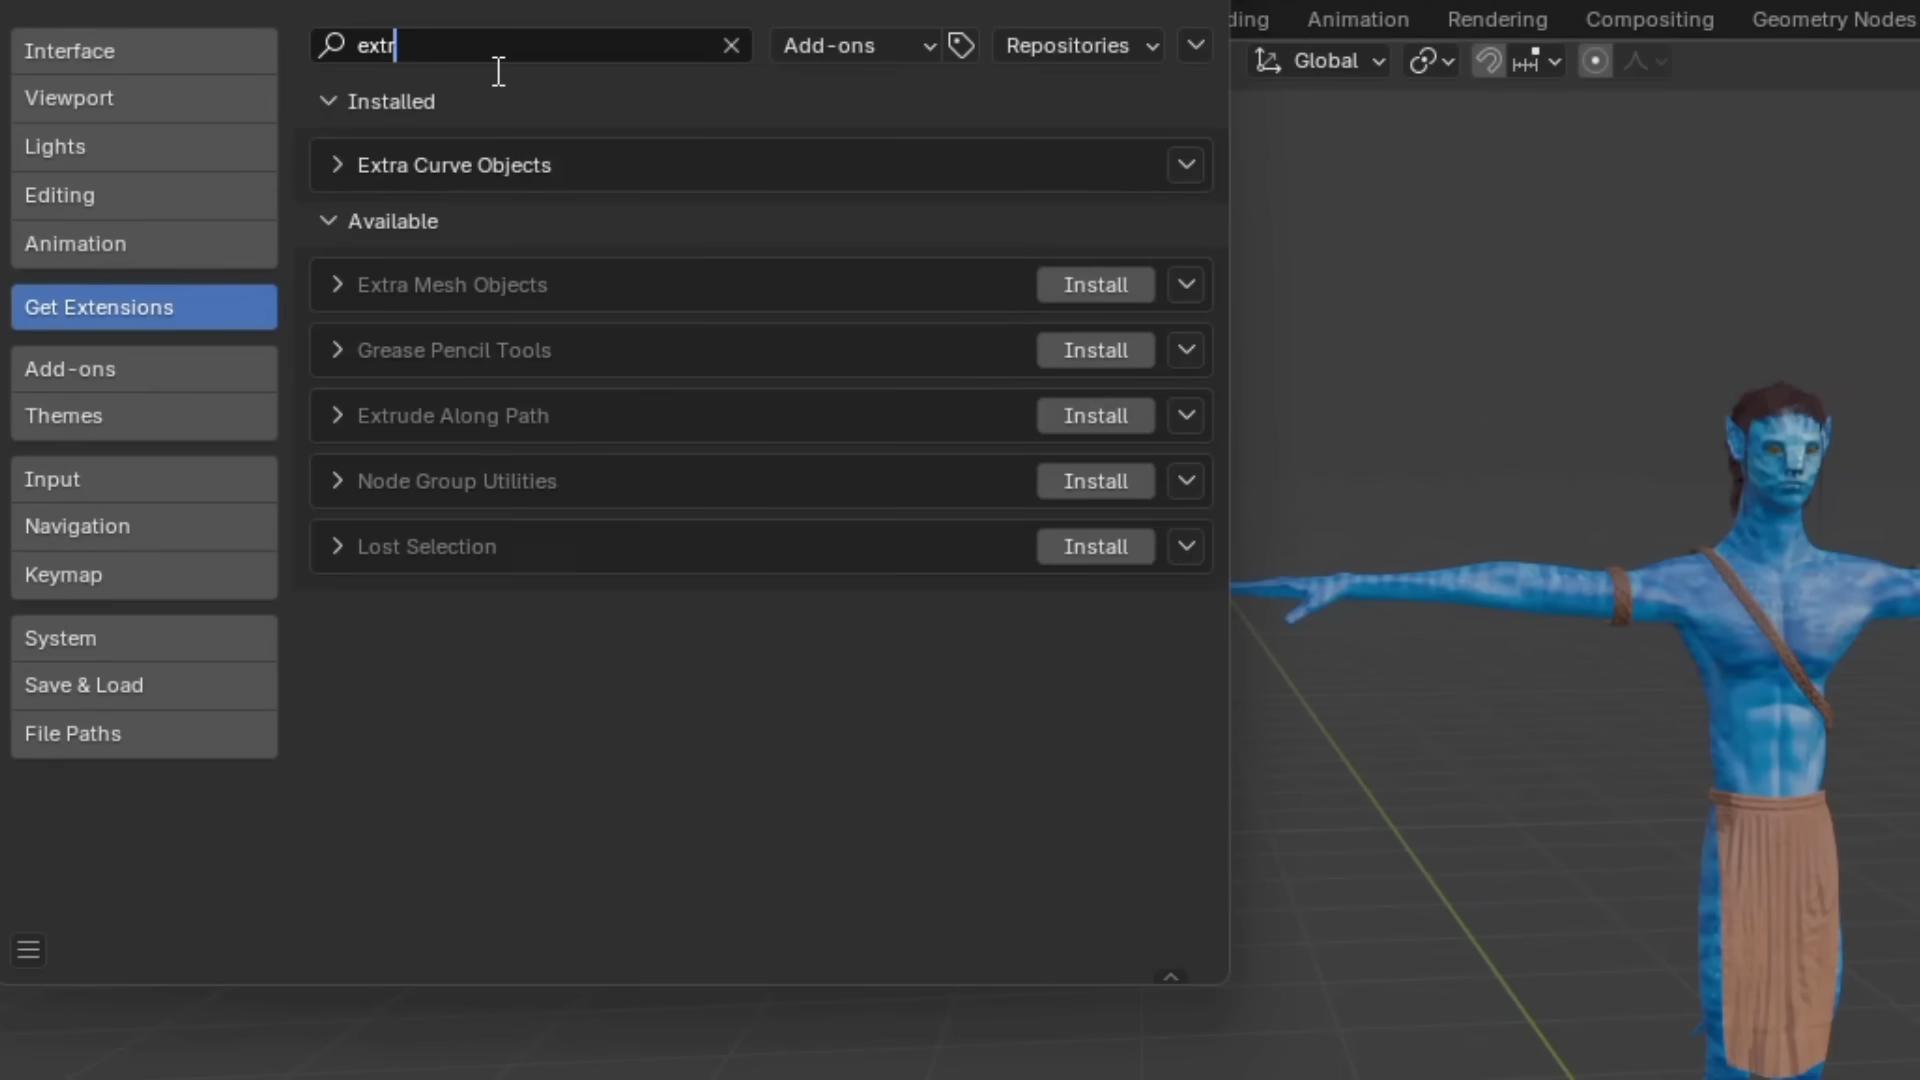 Interface
Viewport
Lights
Editing
Animation
Get Extensions
Add-ons
Themes
Input
Navigation
Keymap
System
Save & Load
File Paths
extr
Add-ons
Repositories
Installed
Extra Curve Objects
Available
Extra Mesh Objects Install
Grease Pencil Tools Install
Extrude Along Path Install
Node Group Utilities Install
Lost Selection Install
ding Animation Rendering Compositing Geometry Nodes
Global